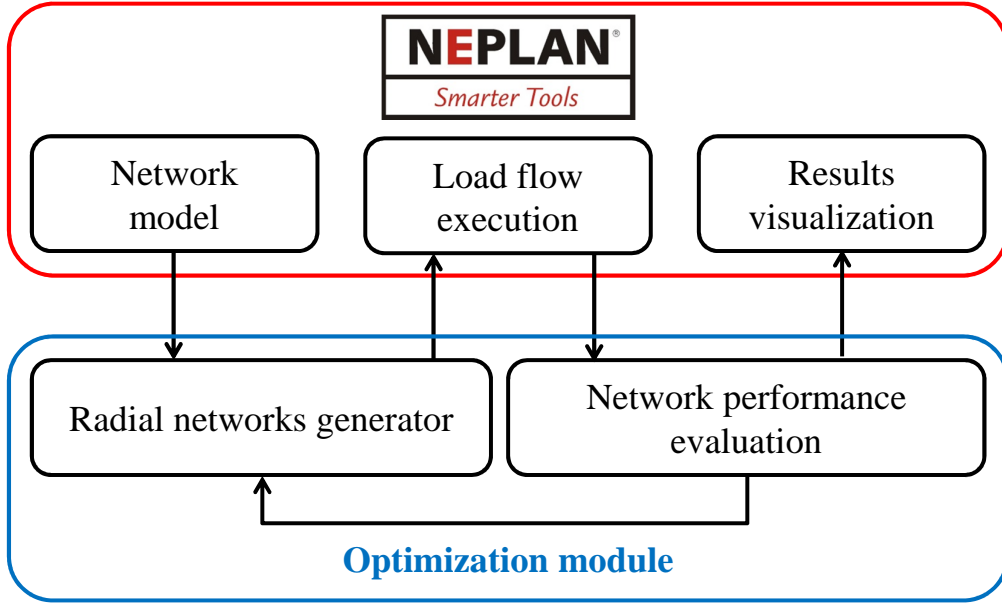 NEPLAN®
Smarter Tools
Network
model
Load flow
execution
Results
visualization
Radial networks generator
Network performance
evaluation
Optimization module